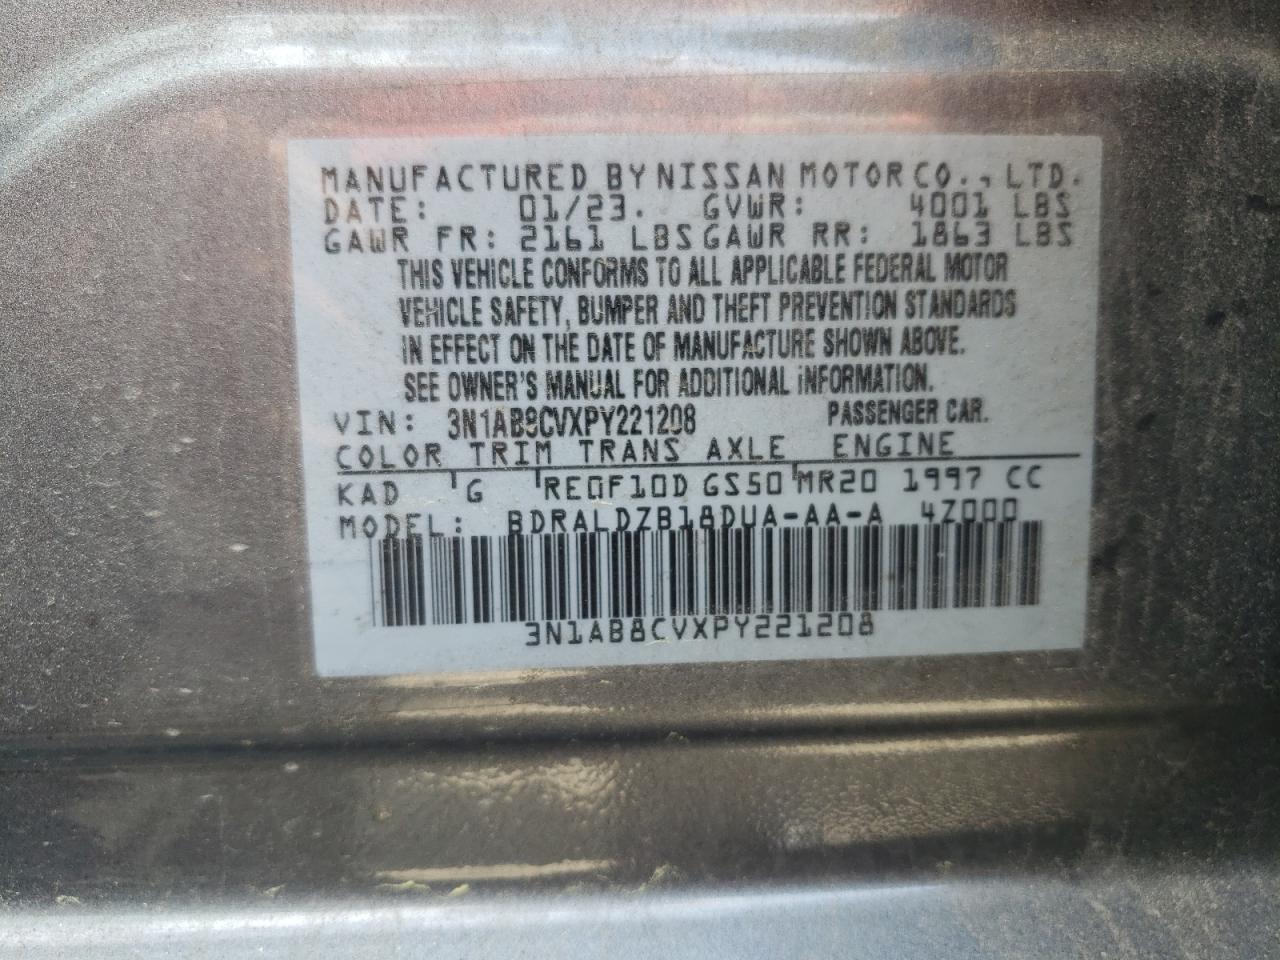 MANUFACTURED BY NISSAN MOTOR CO., LTD.
DATE: 01/23. GVWR: 4001 LBS
GAWR FR: 2161 LBS GAWR RR: 1863 LBS
THIS VEHICLE CONFORMS TO ALL APPLICABLE FEDERAL MOTOR
VEHICLE SAFETY, BUMPER AND THEFT PREVENTION STANDARDS
IN EFFECT ON THE DATE OF MANUFACTURE SHOWN ABOVE.
SEE OWNER'S MANUAL FOR ADDITIONAL INFORMATION.
VIN: 3N1AB8CVXPY221208 PASSENGER CAR.
COLOR TRIM TRANS AXLE ENGINE
KAD G RE0F10D GS50 MR20 1997 CC
MODEL: BDRALDZB18DUA-AA-A 4Z000
3N1AB8CVXPY221208